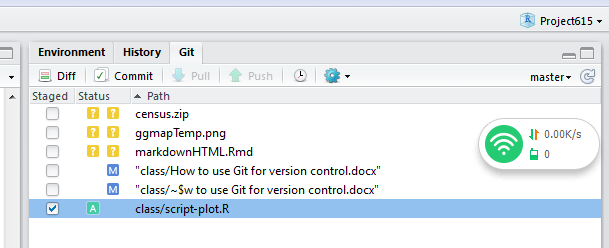 Project615
Environment History Git
Diff Commit Pull Push master
Staged Status Path
? ? census.zip
? ? ggmapTemp.png
? ? markdownHTML.Rmd
M "class/How to use Git for version control.docx"
M "class/~$w to use Git for version control.docx"
A class/script-plot.R
0.00K/s
0